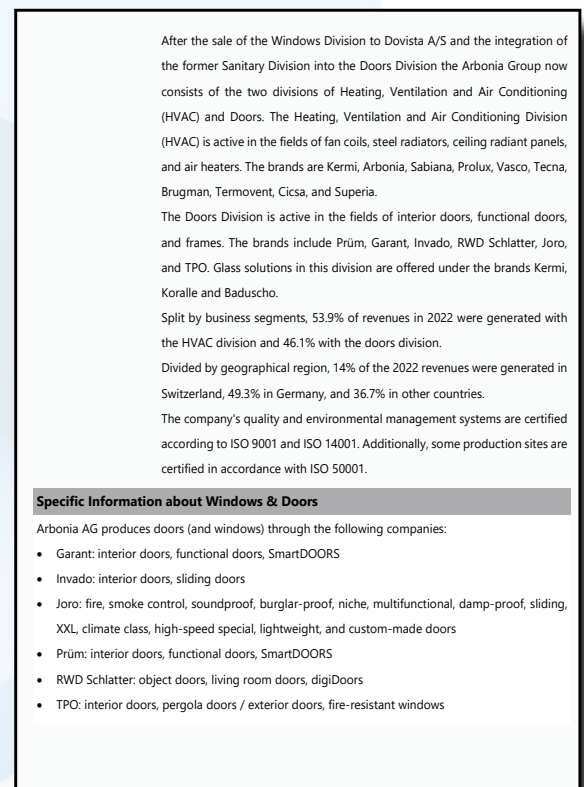 After the sale of the Windows Division to Dovista A/S and the integration of
the former Sanitary Division into the Doors Division the Arbonia Group now
consists of the two divisions of Heating, Ventilation and Air Conditioning
(HVAC) and Doors. The Heating, Ventilation and Air Conditioning Division
(HVAC) is active in the fields of fan coils, steel radiators, ceiling radiant panels,
and air heaters. The brands are Kermi, Arbonia, Sabiana, Prolux, Vasco, Tecna,
Brugman, Termovent, Cicsa, and Superia.
The Doors Division is active in the fields of interior doors, functional doors,
and frames. The brands include Prüm, Garant, Invado, RWD Schlatter, Joro,
and TPO. Glass solutions in this division are offered under the brands Kermi,
Koralle and Baduscho.
Split by business segments, 53.9% of revenues in 2022 were generated with
the HVAC division and 46.1% with the doors division.
Divided by geographical region, 14% of the 2022 revenues were generated in
Switzerland, 49.3% in Germany, and 36.7% in other countries.
The company's quality and environmental management systems are certified
according to ISO 9001 and ISO 14001. Additionally, some production sites are
certified in accordance with ISO 50001.
Specific Information about Windows & Doors
Arbonia AG produces doors (and windows) through the following companies:
• Garant: interior doors, functional doors, SmartDOORS
• Invado: interior doors, sliding doors
• Joro: fire, smoke control, soundproof, burglar-proof, niche, multifunctional, damp-proof, sliding,
XXL, climate class, high-speed special, lightweight, and custom-made doors
• Prüm: interior doors, functional doors, SmartDOORS
• RWD Schlatter: object doors, living room doors, digiDoors
• TPO: interior doors, pergola doors / exterior doors, fire-resistant windows